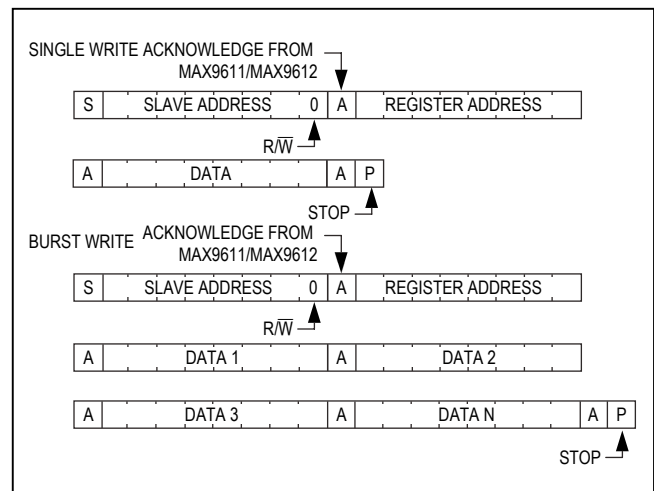 SINGLE WRITE ACKNOWLEDGE FROM
MAX9611/MAX9612
S SLAVE ADDRESS 0 A REGISTER ADDRESS
R/W̅
A DATA A P
STOP
BURST WRITE ACKNOWLEDGE FROM
MAX9611/MAX9612
S SLAVE ADDRESS 0 A REGISTER ADDRESS
R/W̅
A DATA 1 A DATA 2
A DATA 3 A DATA N A P
STOP